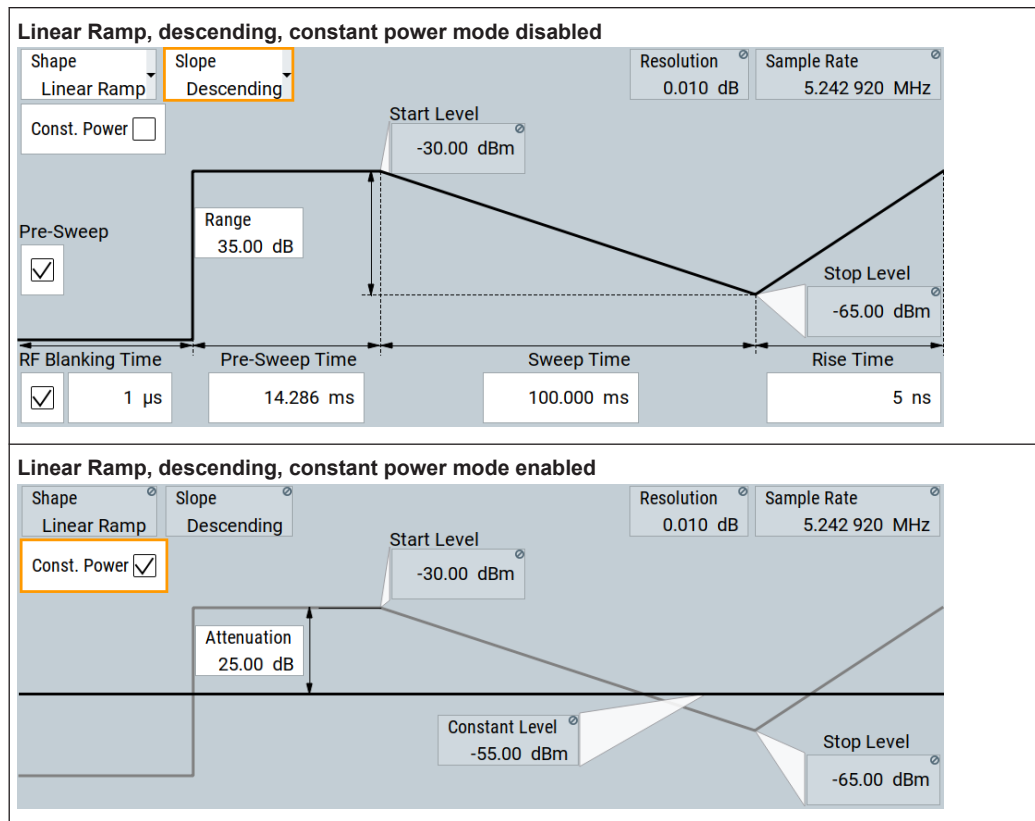 Linear Ramp, descending, constant power mode disabled
Shape Slope Resolution Sample Rate
Linear Ramp Descending 0.010 dB 5.242 920 MHz
Start Level
Const. Power
-30.00 dBm
Range
Pre-Sweep
35.00 dB
Stop Level
-65.00 dBm
RF Blanking Time Pre-Sweep Time Sweep Time Rise Time
1 µs 14.286 ms 100.000 ms 5 ns
Linear Ramp, descending, constant power mode enabled
Shape Slope Resolution Sample Rate
Linear Ramp Descending 0.010 dB 5.242 920 MHz
Start Level
Const. Power
-30.00 dBm
Attenuation
25.00 dB
Constant Level
Stop Level
-55.00 dBm
-65.00 dBm